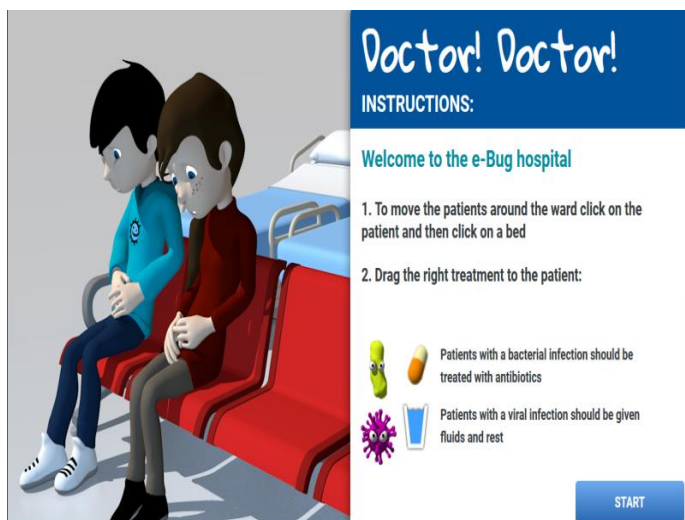 Doctor! Doctor!
INSTRUCTIONS:
Welcome to the e-Bug hospital
1. To move the patients around the ward click on the
patient and then click on a bed
2. Drag the right treatment to the patient:
Patients with a bacterial infection should be
treated with antibiotics
Patients with a viral infection should be given
fluids and rest
START